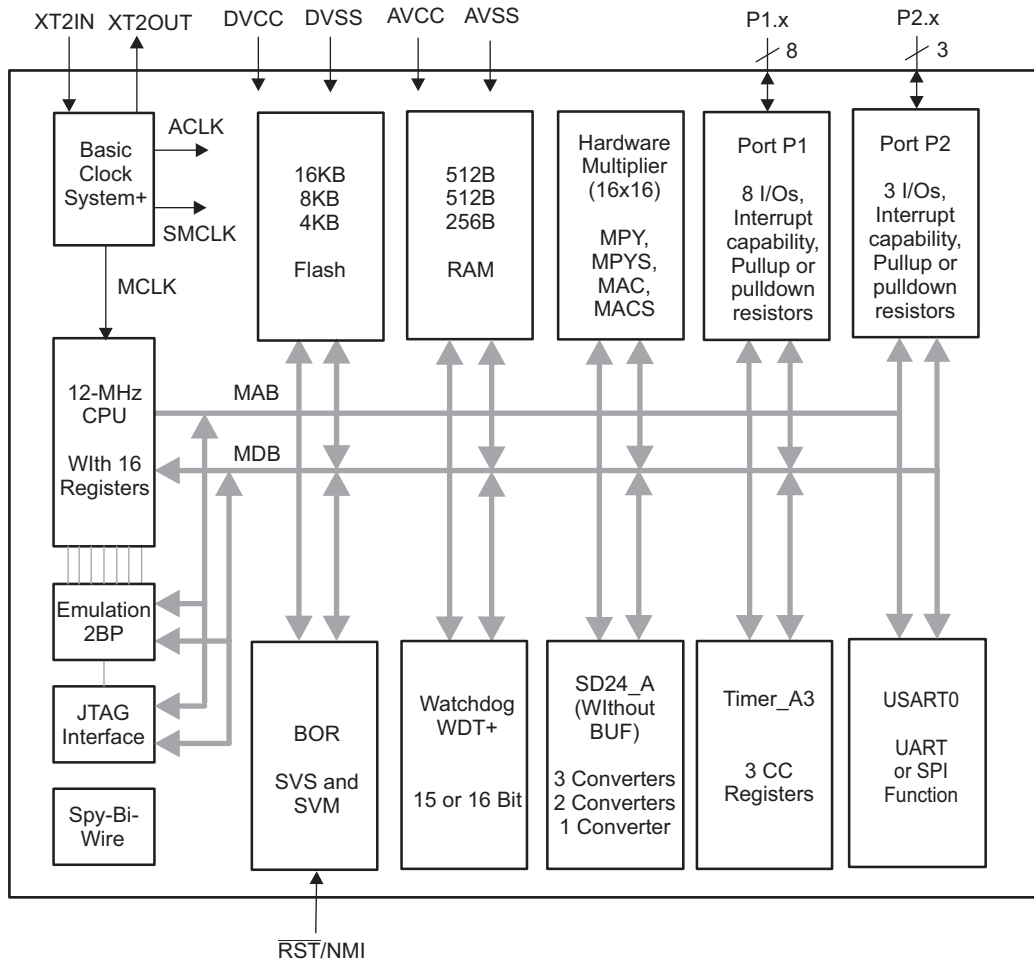 XT2IN XT2OUT DVCC DVSS AVCC AVSS P1.x P2.x
8 3
Basic
Clock
System+
ACLK
SMCLK
MCLK
16KB
8KB
4KB
Flash
512B
512B
256B
RAM
Hardware
Multiplier
(16x16)
MPY,
MPYS,
MAC,
MACS
Port P1
8 I/Os,
Interrupt
capability,
Pullup or
pulldown
resistors
Port P2
3 I/Os,
Interrupt
capability,
Pullup or
pulldown
resistors
12-MHz
CPU
WIth 16
Registers
MAB
MDB
Emulation
2BP
JTAG
Interface
Spy-Bi-
Wire
BOR
SVS and
SVM
Watchdog
WDT+
15 or 16 Bit
SD24_A
(WIthout
BUF)
3 Converters
2 Converters
1 Converter
Timer_A3
3 CC
Registers
USART0
UART
or SPI
Function
RST/NMI